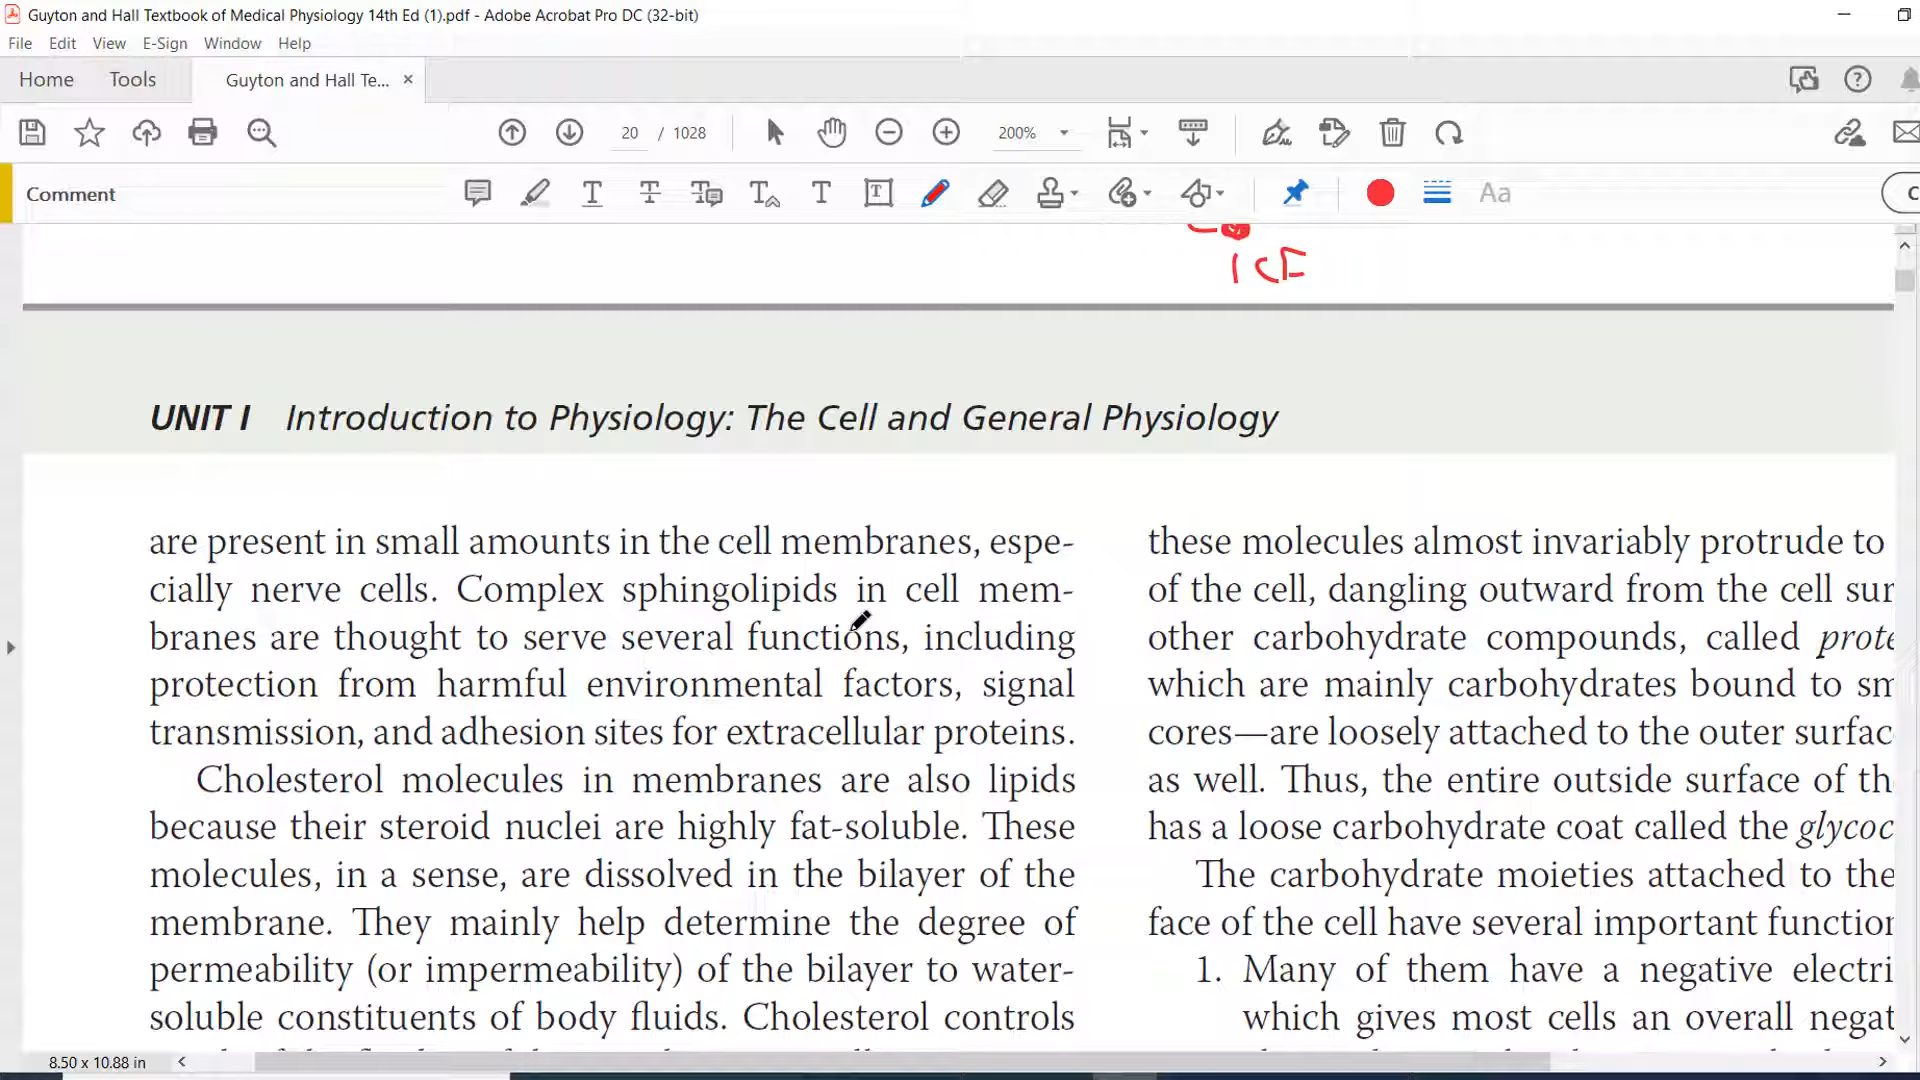 Guyton and Hall Textbook of Medical Physiology 14th Ed (1).pdf - Adobe Acrobat Pro DC (32-bit)
File Edit View E-Sign Window Help
Home Tools Guyton and Hall Te... ×
20 / 1028 200%
Comment
T T T T T T Aa C
ICF
UNIT I Introduction to Physiology: The Cell and General Physiology
are present in small amounts in the cell membranes, espe-
cially nerve cells. Complex sphingolipids in cell mem-
branes are thought to serve several functions, including
protection from harmful environmental factors, signal
transmission, and adhesion sites for extracellular proteins.
Cholesterol molecules in membranes are also lipids
because their steroid nuclei are highly fat-soluble. These
molecules, in a sense, are dissolved in the bilayer of the
membrane. They mainly help determine the degree of
permeability (or impermeability) of the bilayer to water-
soluble constituents of body fluids. Cholesterol controls
these molecules almost invariably protrude to
of the cell, dangling outward from the cell sur
other carbohydrate compounds, called prote
which are mainly carbohydrates bound to sm
cores—are loosely attached to the outer surfac
as well. Thus, the entire outside surface of th
has a loose carbohydrate coat called the glycoc
The carbohydrate moieties attached to the
face of the cell have several important function
1. Many of them have a negative electri
which gives most cells an overall negat
8.50 x 10.88 in